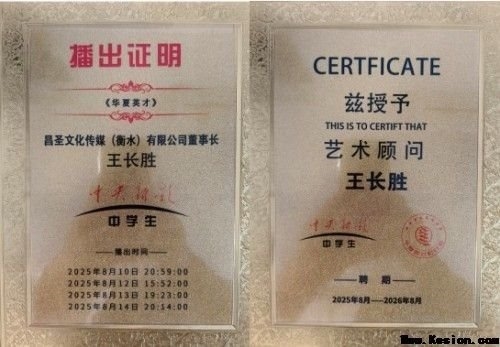 播出证明
《华夏英才》
昌圣文化传媒（衡水）有限公司董事长
王长胜
中学生
播出时间
2025年8月10日 20:59:00
2025年8月12日 15:52:00
2025年8月13日 19:23:00
2025年8月14日 20:14:00
CERTFICATE
兹授予
THIS IS TO CERTIFT THAT
艺术顾问
王长胜
中学生
聘 期
2025年8月—2026年8月
Www.Kesion.com